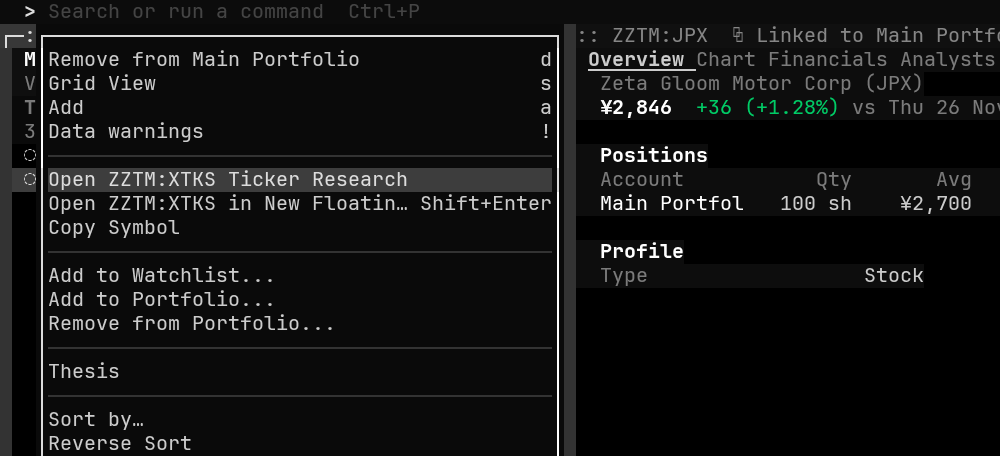 > Search or run a command  Ctrl+P
:
M
V
T
3
Remove from Main Portfolio d
Grid View s
Add a
Data warnings !
Open ZZTM:XTKS Ticker Research
Open ZZTM:XTKS in New Floatin… Shift+Enter
Copy Symbol
Add to Watchlist...
Add to Portfolio...
Remove from Portfolio...
Thesis
Sort by…
Reverse Sort
:: ZZTM:JPX Linked to Main Portfo
Overview Chart Financials Analysts
Zeta Gloom Motor Corp (JPX)
¥2,846 +36 (+1.28%) vs Thu 26 Nov
Positions
Account Qty Avg
Main Portfol 100 sh ¥2,700
Profile
Type Stock